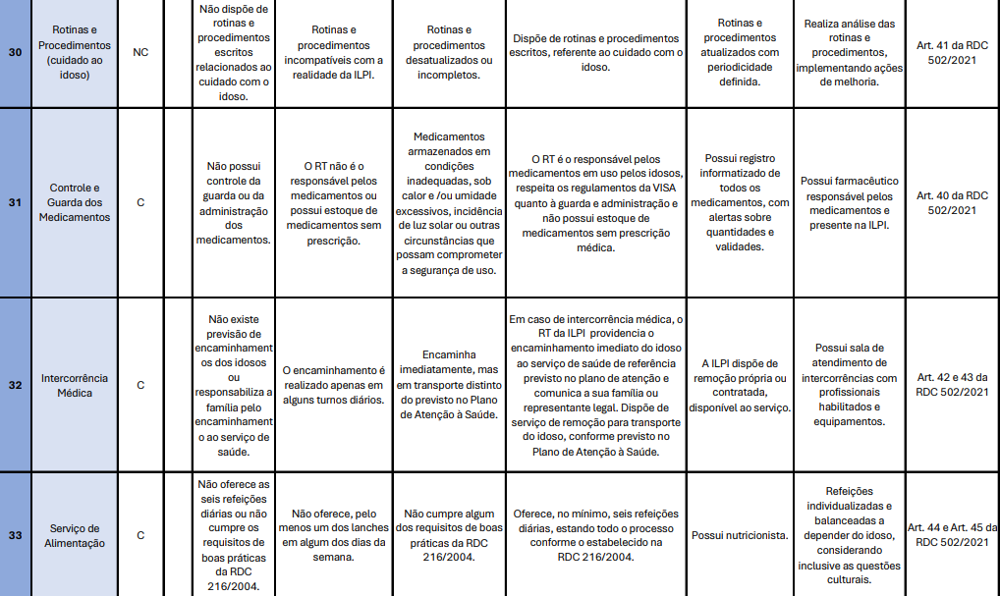 30
Rotinas e
Procedimentos
(cuidado ao
idoso)
NC
Não dispõe de
rotinas e
procedimentos
escritos
relacionados ao
cuidado com o
idoso.
Rotinas e
procedimentos
incompatíveis com a
realidade da ILPI.
Rotinas e
procedimentos
desatualizados ou
incompletos.
Dispõe de rotinas e procedimentos
escritos, referente ao cuidado com o
idoso.
Rotinas e
procedimentos
atualizados com
periodicidade
definida.
Realiza análise das
rotinas e
procedimentos,
implementando ações
de melhoria.
Art. 41 da RDC
502/2021
31
Controle e
Guarda dos
Medicamentos
C
Não possui
controle da
guarda ou da
administração
dos
medicamentos.
O RT não é o
responsável pelos
medicamentos ou
possui estoque de
medicamentos sem
prescrição.
Medicamentos
armazenados em
condições
inadequadas, sob
calor e /ou umidade
excessivos, incidência
de luz solar ou outras
circunstâncias que
possam comprometer
a segurança de uso.
O RT é o responsável pelos
medicamentos em uso pelos idosos,
respeita os regulamentos da VISA
quanto à guarda e administração e
não possui estoque de
medicamentos sem prescrição
médica.
Possui registro
informatizado de
todos os
medicamentos, com
alertas sobre
quantidades e
validades.
Possui farmacêutico
responsável pelos
medicamentos e
presente na ILPI.
Art. 40 da RDC
502/2021
32
Intercorrência
Médica
C
Não existe
previsão de
encaminhament
os dos idosos
ou
responsabiliza a
família pelo
encaminhament
o ao serviço de
saúde.
O encaminhamento é
realizado apenas em
alguns turnos diários.
Encaminha
imediatamente, mas
em transporte distinto
do previsto no Plano
de Atenção à Saúde.
Em caso de intercorrência médica, o
RT da ILPI providencia o
encaminhamento imediato do idoso
ao serviço de saúde de referência
previsto no plano de atenção e
comunica a sua família ou
representante legal. Dispõe de
serviço de remoção para transporte
do idoso, conforme previsto no
Plano de Atenção à Saúde.
A ILPI dispõe de
remoção própria ou
contratada,
disponível ao serviço.
Possui sala de
atendimento de
intercorrências com
profissionais
habilitados e
equipamentos.
Art. 42 e 43 da
RDC 502/2021
33
Serviço de
Alimentação
C
Não oferece as
seis refeições
diárias ou não
cumpre os
requisitos de
boas práticas
da RDC
216/2004.
Não oferece, pelo
menos um dos lanches
em algum dos dias da
semana.
Não cumpre algum
dos requisitos de boas
práticas da RDC
216/2004.
Oferece, no mínimo, seis refeições
diárias, estando todo o processo
conforme o estabelecido na
RDC 216/2004.
Possui nutricionista.
Refeições
individualizadas e
balanceadas a
depender do idoso,
considerando
inclusive as questões
culturais.
Art. 44 e Art. 45 da
RDC 502/2021